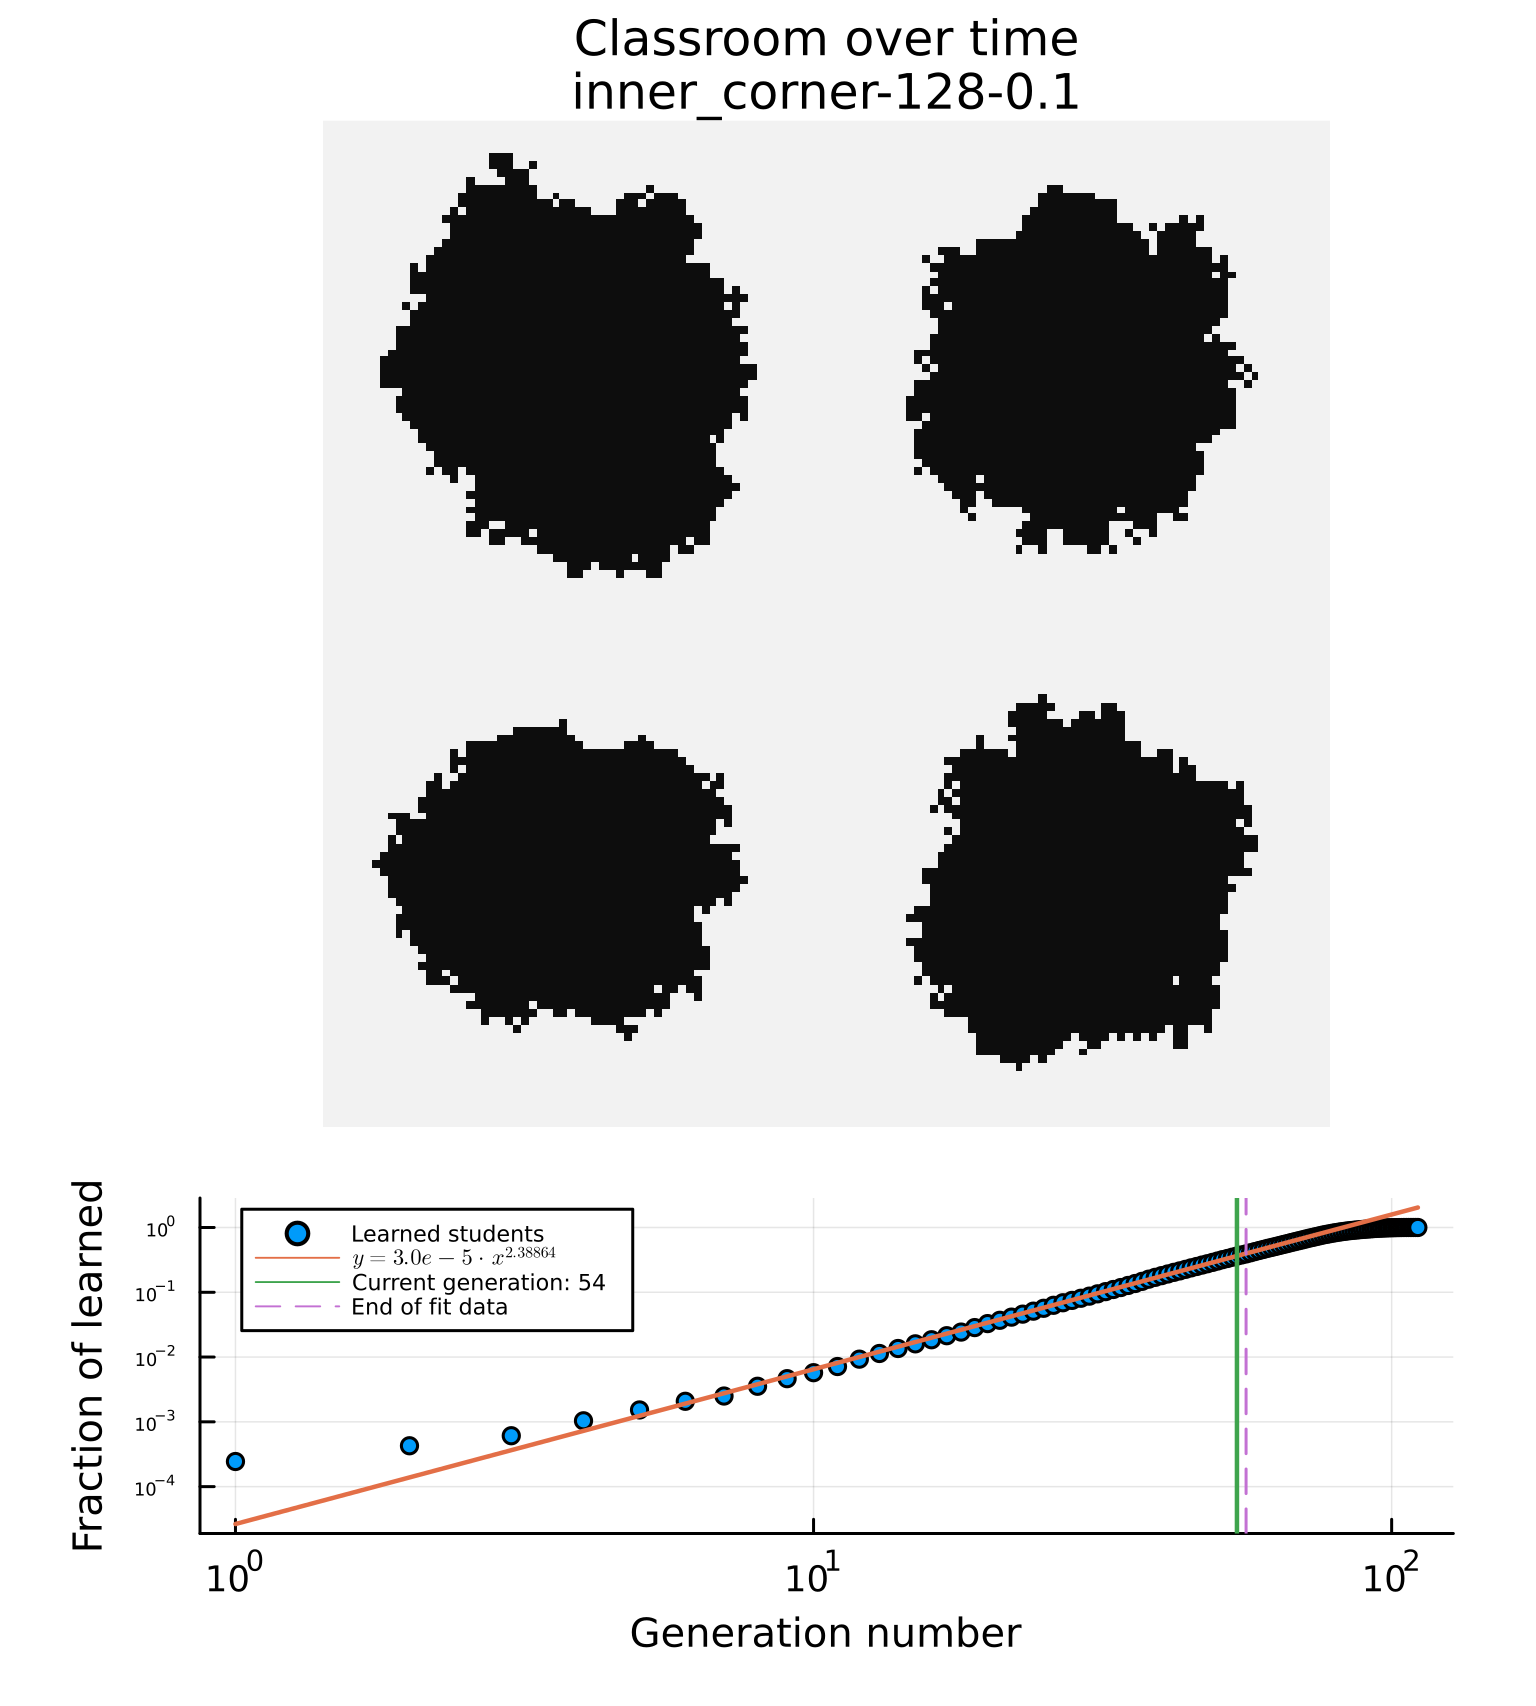 Classroom over time
inner_corner-128-0.1
Fraction of learned
10^0
10^-1
10^-2
10^-3
10^-4
Learned students
y = 3.0e − 5 · x^2.38864
Current generation: 54
End of fit data
10^0 10^1 10^2
Generation number